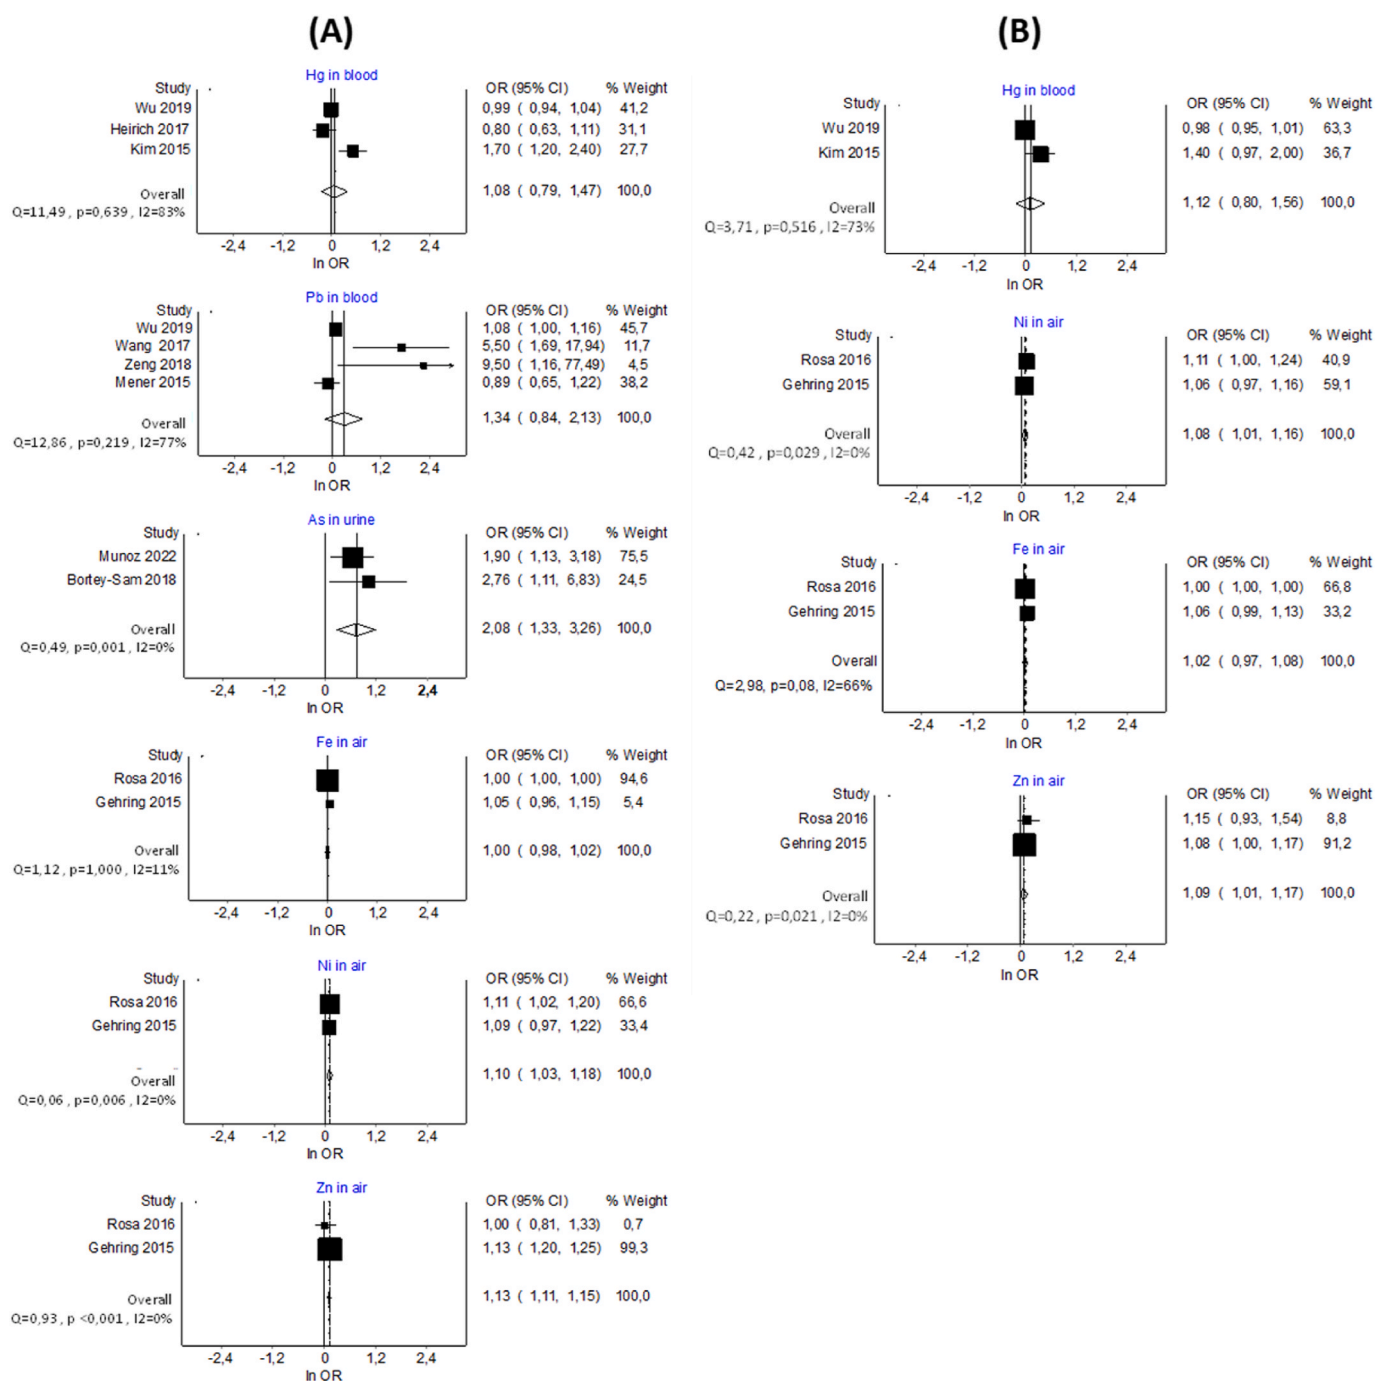 (A)
Hg in blood
Study OR (95% CI) % Weight
Wu 2019 0,99 ( 0,94, 1,04) 41,2
Heirich 2017 0,80 ( 0,63, 1,11) 31,1
Kim 2015 1,70 ( 1,20, 2,40) 27,7
Overall 1,08 ( 0,79, 1,47) 100,0
Q=11,49 , p=0,639 , I2=83%
-2,4 -1,2 0 1,2 2,4
ln OR
Pb in blood
Study OR (95% CI) % Weight
Wu 2019 1,08 ( 1,00, 1,16) 45,7
Wang 2017 5,50 ( 1,69, 17,94) 11,7
Zeng 2018 9,50 ( 1,16, 77,49) 4,5
Mener 2015 0,89 ( 0,65, 1,22) 38,2
Overall 1,34 ( 0,84, 2,13) 100,0
Q=12,86 , p=0,219 , I2=77%
-2,4 -1,2 0 1,2 2,4
ln OR
As in urine
Study OR (95% CI) % Weight
Munoz 2022 1,90 ( 1,13, 3,18) 75,5
Bortey-Sam 2018 2,76 ( 1,11, 6,83) 24,5
Overall 2,08 ( 1,33, 3,26) 100,0
Q=0,49 , p=0,001 , I2=0%
-2,4 -1,2 0 1,2 2,4
ln OR
Fe in air
Study OR (95% CI) % Weight
Rosa 2016 1,00 ( 1,00, 1,00) 94,6
Gehring 2015 1,05 ( 0,96, 1,15) 5,4
Overall 1,00 ( 0,98, 1,02) 100,0
Q=1,12 , p=1,000 , I2=11%
-2,4 -1,2 0 1,2 2,4
ln OR
Ni in air
Study OR (95% CI) % Weight
Rosa 2016 1,11 ( 1,02, 1,20) 66,6
Gehring 2015 1,09 ( 0,97, 1,22) 33,4
Overall 1,10 ( 1,03, 1,18) 100,0
Q=0,06 , p=0,006 , I2=0%
-2,4 -1,2 0 1,2 2,4
ln OR
Zn in air
Study OR (95% CI) % Weight
Rosa 2016 1,00 ( 0,81, 1,33) 0,7
Gehring 2015 1,13 ( 1,20, 1,25) 99,3
Overall 1,13 ( 1,11, 1,15) 100,0
Q=0,93 , p <0,001 , I2=0%
-2,4 -1,2 0 1,2 2,4
ln OR
(B)
Hg in blood
Study OR (95% CI) % Weight
Wu 2019 0,98 ( 0,95, 1,01) 63,3
Kim 2015 1,40 ( 0,97, 2,00) 36,7
Overall 1,12 ( 0,80, 1,56) 100,0
Q=3,71 , p=0,516 , I2=73%
-2,4 -1,2 0 1,2 2,4
ln OR
Ni in air
Study OR (95% CI) % Weight
Rosa 2016 1,11 ( 1,00, 1,24) 40,9
Gehring 2015 1,06 ( 0,97, 1,16) 59,1
Overall 1,08 ( 1,01, 1,16) 100,0
Q=0,42 , p=0,029 , I2=0%
-2,4 -1,2 0 1,2 2,4
ln OR
Fe in air
Study OR (95% CI) % Weight
Rosa 2016 1,00 ( 1,00, 1,00) 66,8
Gehring 2015 1,06 ( 0,99, 1,13) 33,2
Overall 1,02 ( 0,97, 1,08) 100,0
Q=2,98, p=0,08, I2=66%
-2,4 -1,2 0 1,2 2,4
ln OR
Zn in air
Study OR (95% CI) % Weight
Rosa 2016 1,15 ( 0,93, 1,54) 8,8
Gehring 2015 1,08 ( 1,00, 1,17) 91,2
Overall 1,09 ( 1,01, 1,17) 100,0
Q=0,22 , p=0,021 , I2=0%
-2,4 -1,2 0 1,2 2,4
ln OR